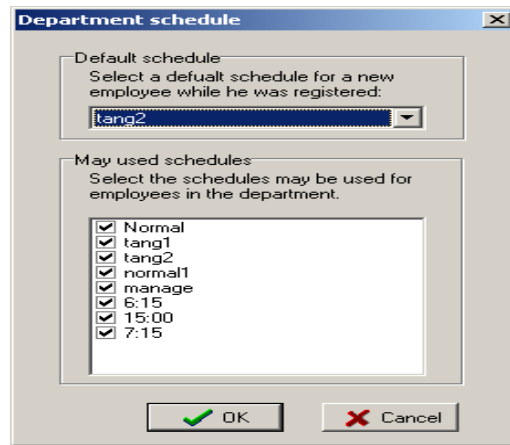 Department schedule
Default schedule
Select a defualt schedule for a new
employee while he was registered:
tang2
May used schedules
Select the schedules may be used for
employees in the department.
Normal
tang1
tang2
normal1
manage
6:15
15:00
7:15
OK
Cancel